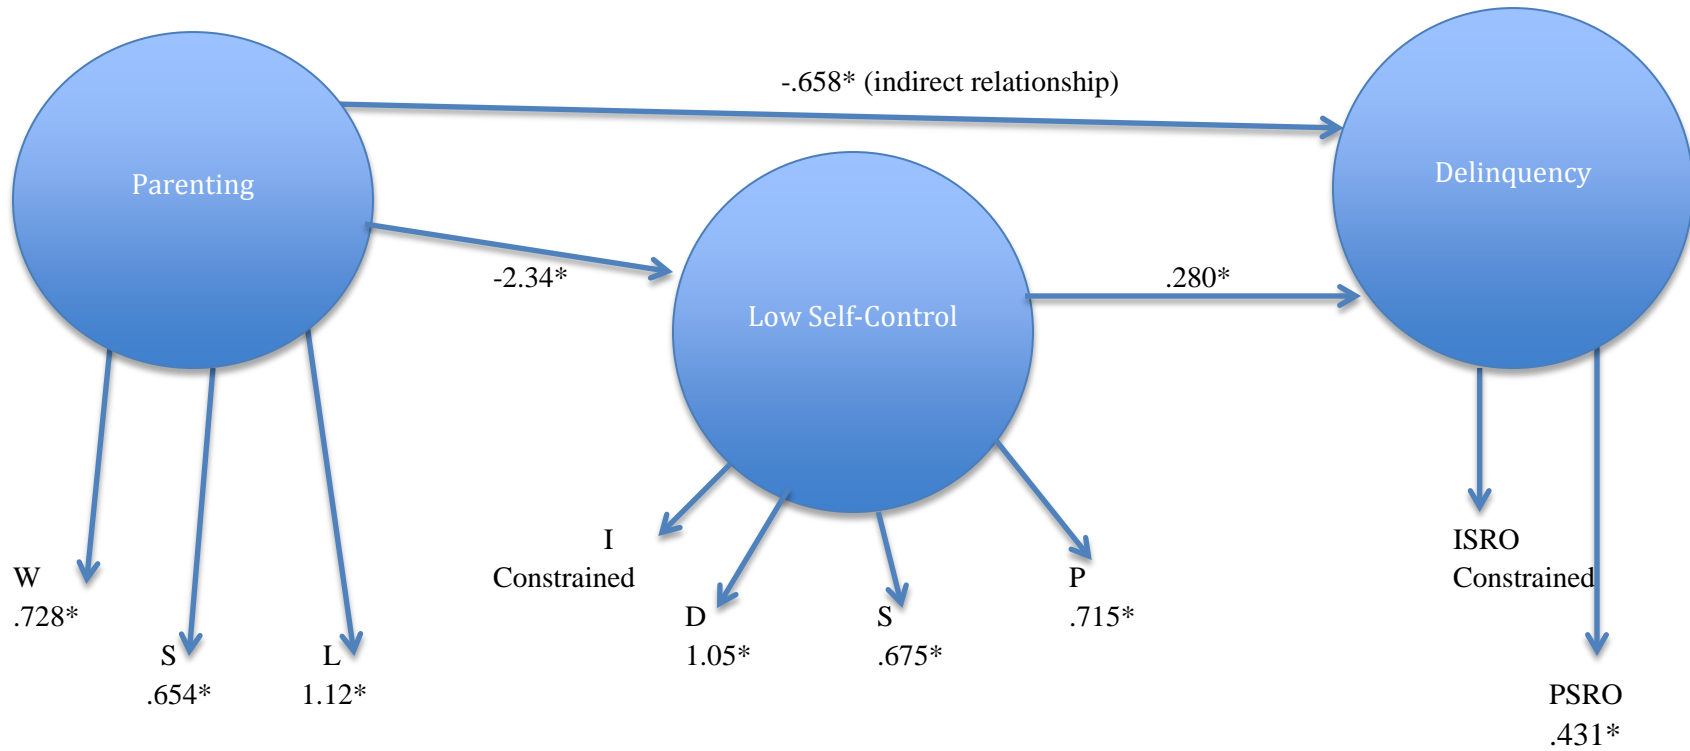 -.658* (indirect relationship)
Parenting
Delinquency
-2.34*
.280*
Low Self-Control
W
.728*
S
.654*
L
1.12*
I
Constrained
D
1.05*
S
.675*
P
.715*
ISRO
Constrained
PSRO
.431*